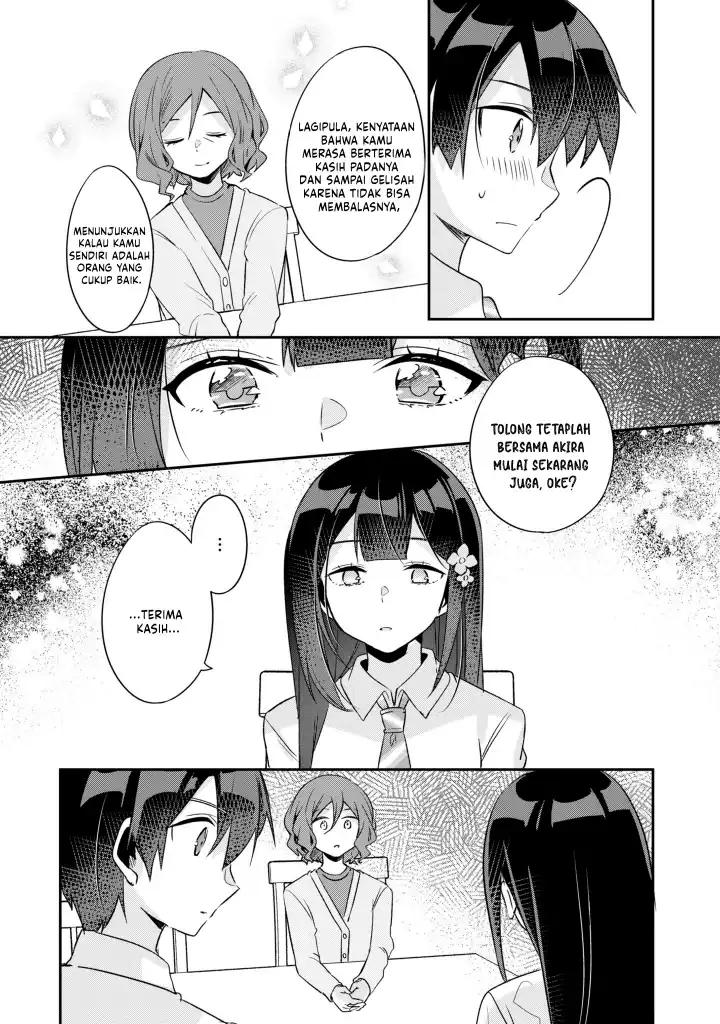 LAGIPULA, KENYATAAN
BAHWA KAMU
MERASA BERTERIMA
KASIH PADANYA
DAN SAMPAI GELISAH
KARENA TIDAK BISA
MEMBALASNYA,
MENUNJUKKAN
KALAU KAMU
SENDIRI ADALAH
ORANG YANG
CUKUP BAIK.
TOLONG TETAPLAH
BERSAMA AKIRA
MULAI SEKARANG
JUGA, OKE?
...
...TERIMA
KASIH...